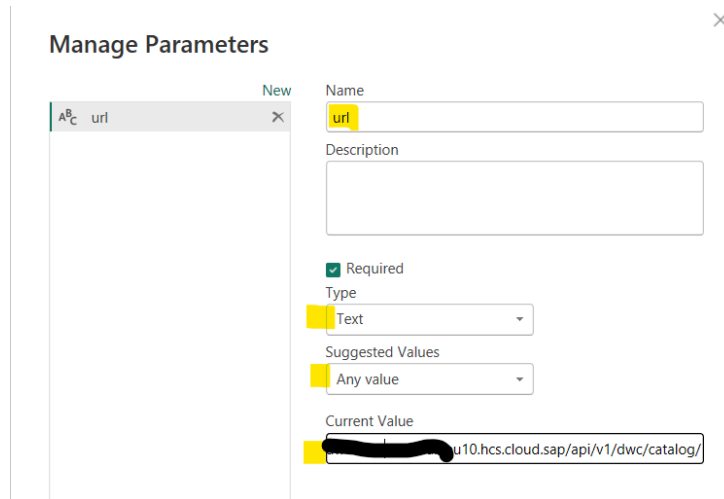 Manage Parameters
New
ABC url
Name
url
Description
Required
Type
Text
Suggested Values
Any value
Current Value
u10.hcs.cloud.sap/api/v1/dwc/catalog/